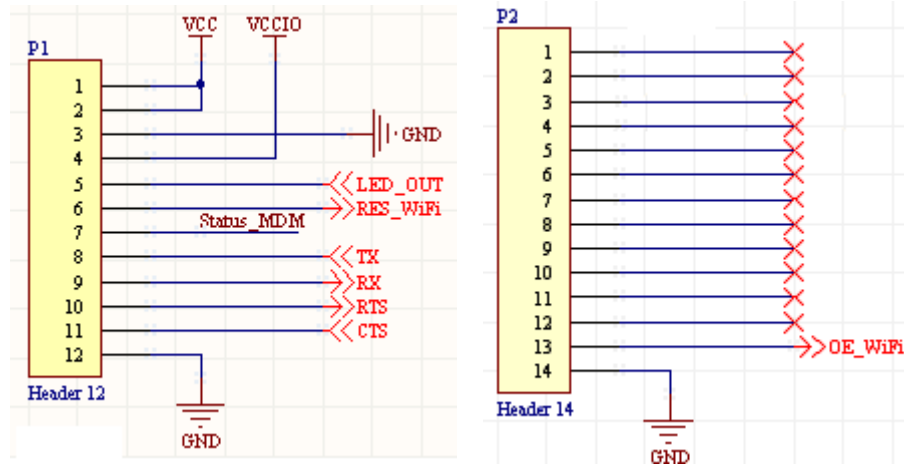 VCC VCCIO
P1
1
2
3 GND
4
5 LED_OUT
6 RES_WiFi
7 Status_MDM
8 TX
9 RX
10 RTS
11 CTS
12
Header 12
GND
P2
1
2
3
4
5
6
7
8
9
10
11
12
13 OE_WiFi
14
Header 14
GND